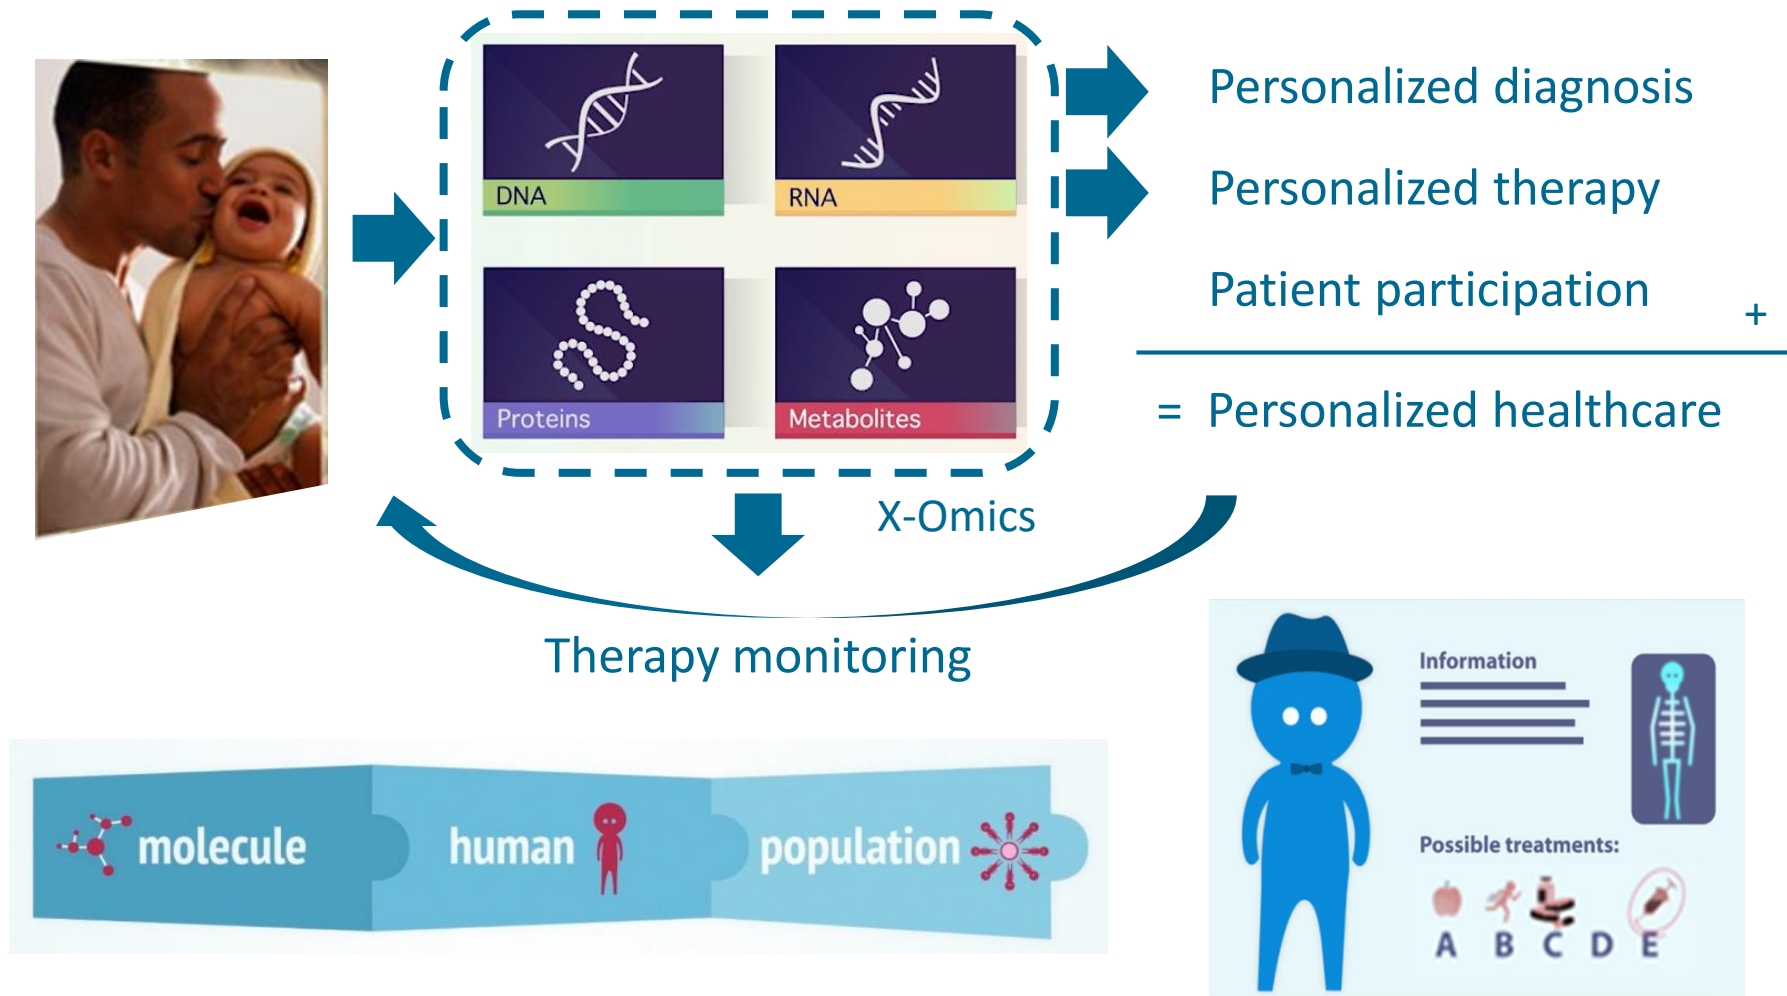 DNA
RNA
Proteins
Metabolites
X-Omics
Personalized diagnosis
Personalized therapy
Patient participation
+
= Personalized healthcare
Therapy monitoring
molecule
human
population
Information
Possible treatments:
A B C D E